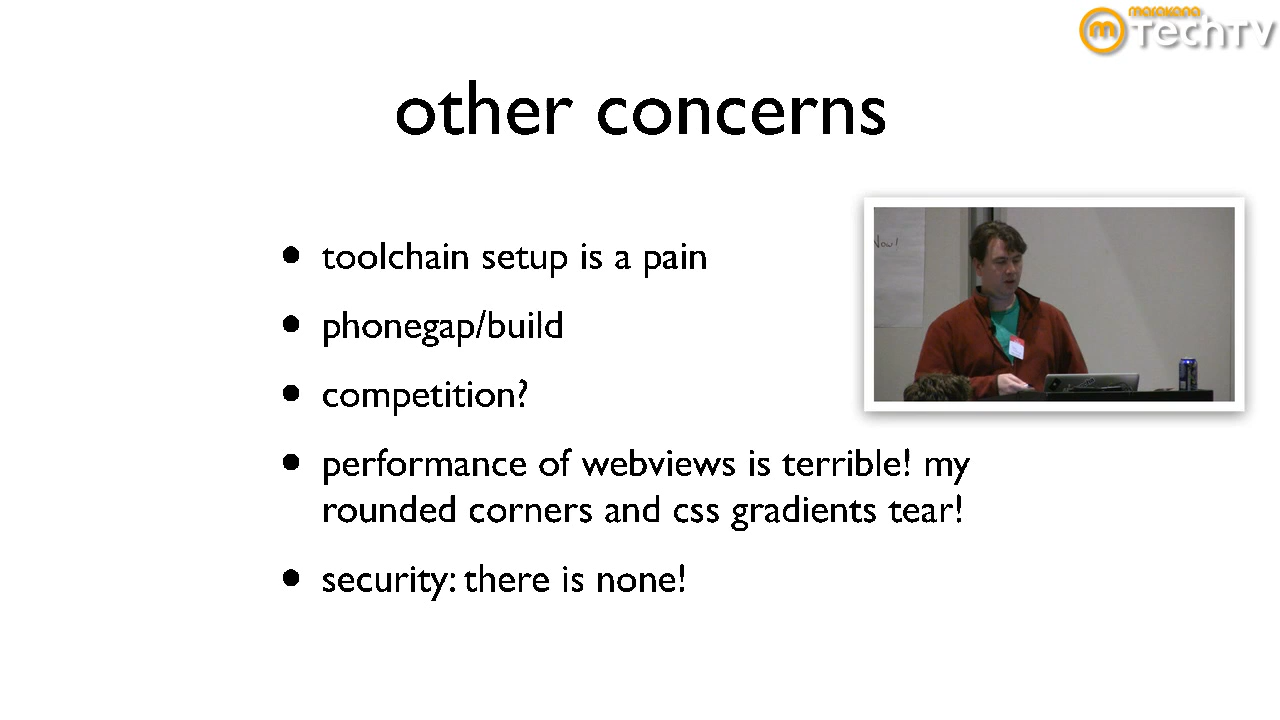 marakana
m TechTV
other concerns
Now!
• toolchain setup is a pain
• phonegap/build
• competition?
• performance of webviews is terrible! my
rounded corners and css gradients tear!
• security: there is none!